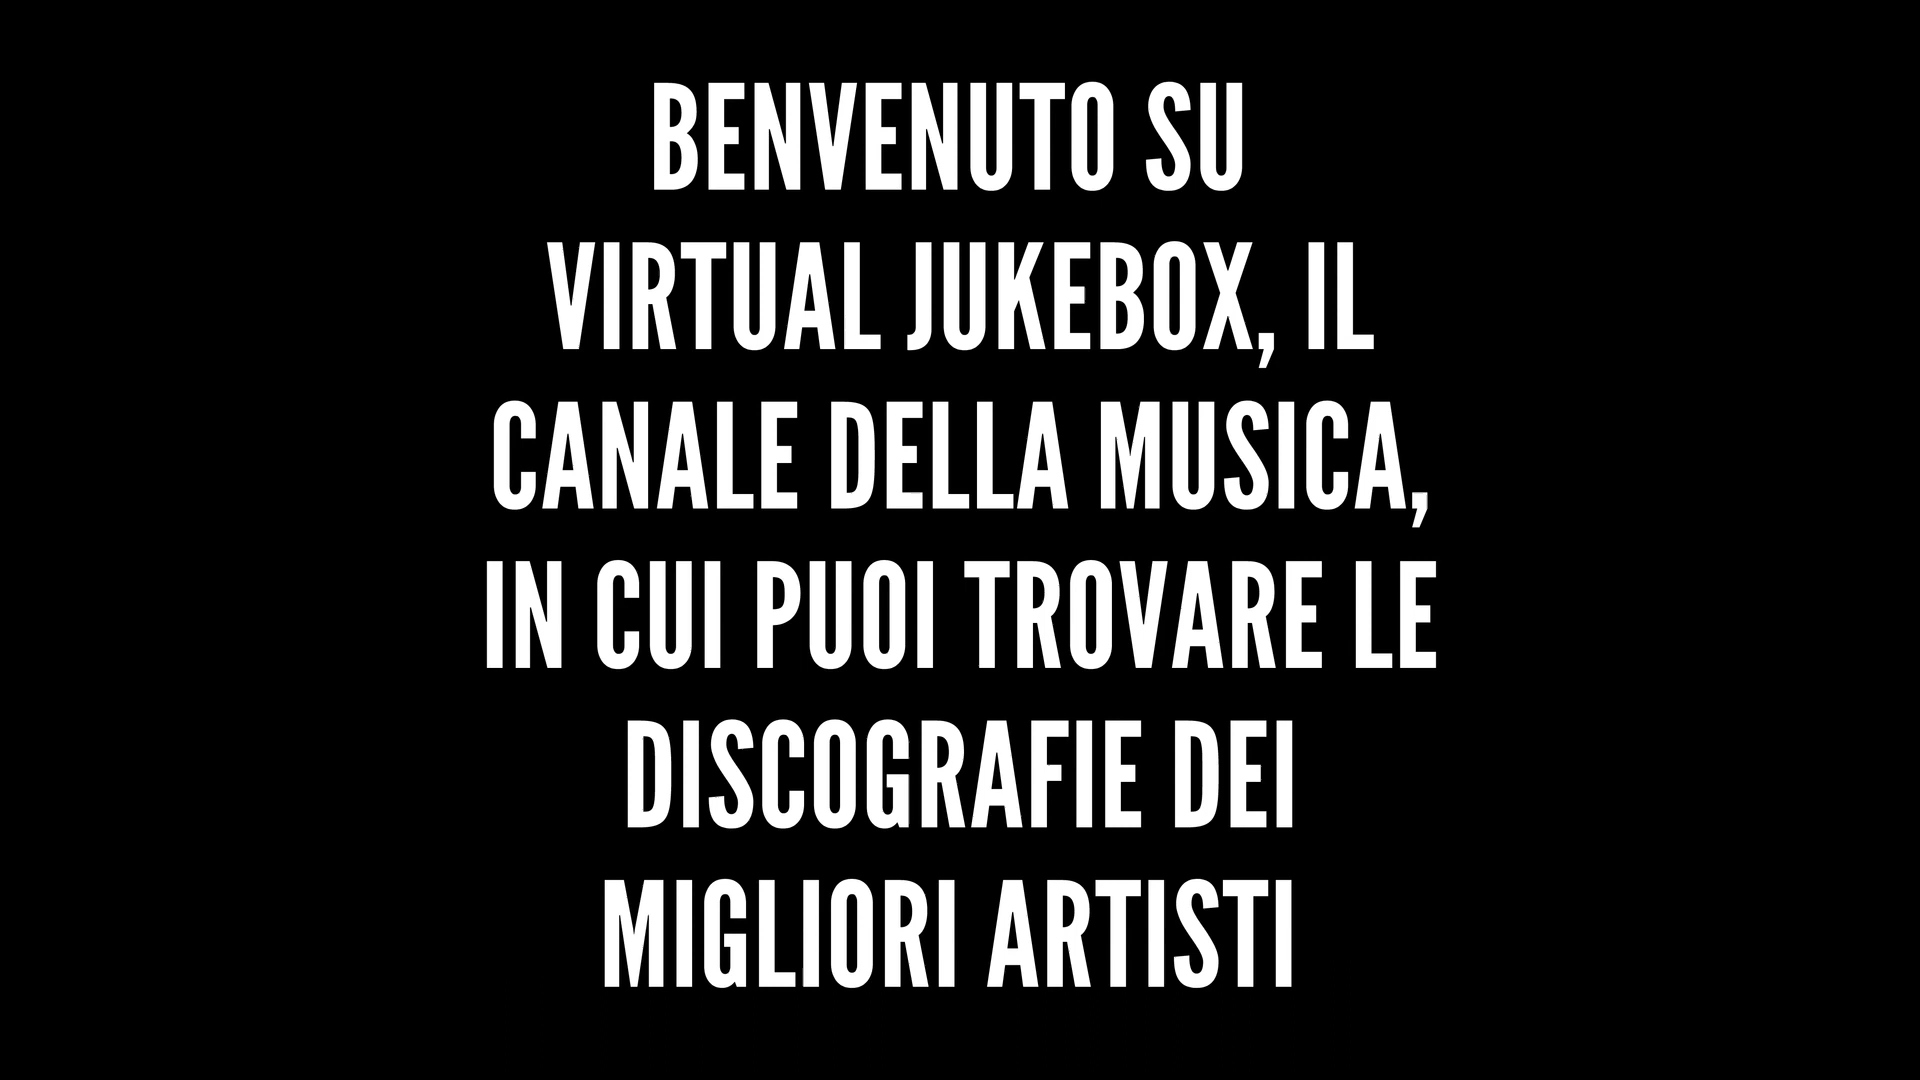 BENVENUTO SU
VIRTUAL JUKEBOX, IL
CANALE DELLA MUSICA,
IN CUI PUOI TROVARE LE
DISCOGRAFIE DEI
MIGLIORI ARTISTI